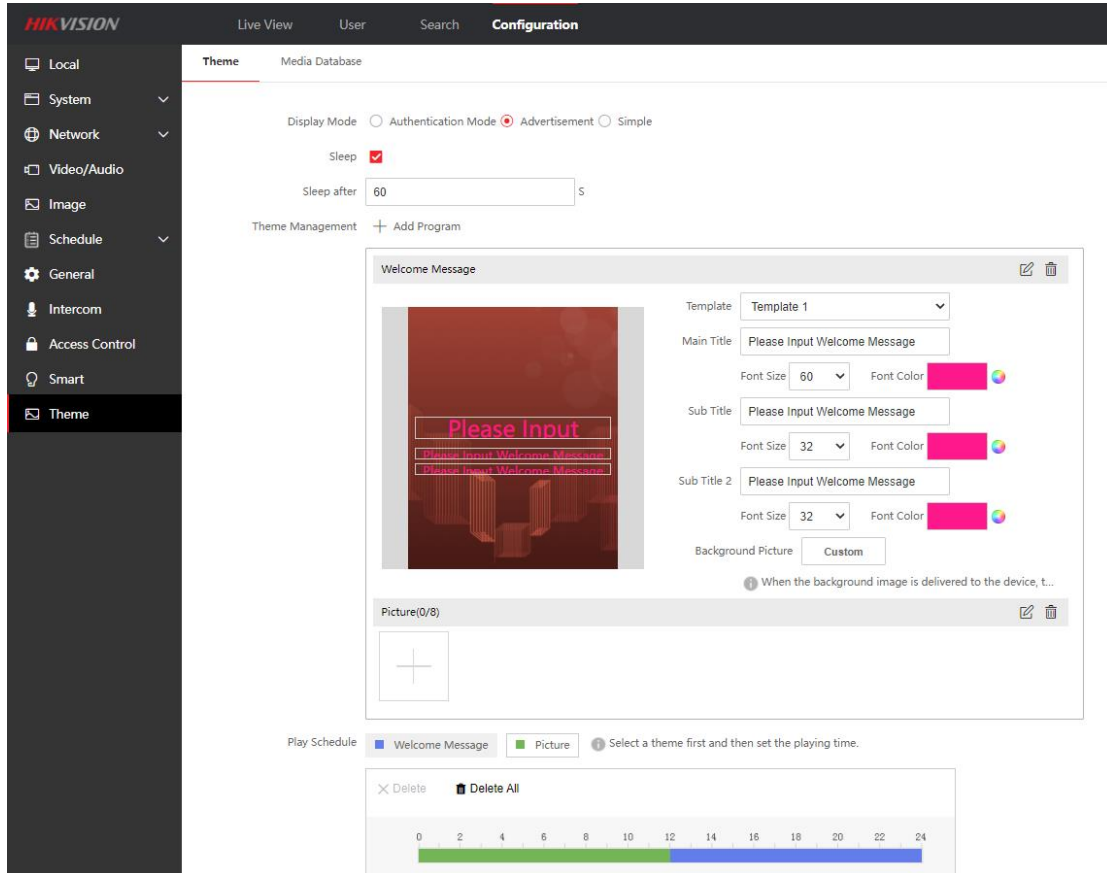 HIKVISION Live View User Search Configuration
Local
System
Network
Video/Audio
Image
Schedule
General
Intercom
Access Control
Smart
Theme
Theme Media Database
Display Mode Authentication Mode Advertisement Simple
Sleep
Sleep after 60 S
Theme Management Add Program
Welcome Message
Please Input
Please Input Welcome Message
Please Input Welcome Message
Template Template 1
Main Title Please Input Welcome Message
Font Size 60 Font Color
Sub Title Please Input Welcome Message
Font Size 32 Font Color
Sub Title 2 Please Input Welcome Message
Font Size 32 Font Color
Background Picture Custom
When the background image is delivered to the device, t...
Picture(0/8)
Play Schedule Welcome Message Picture Select a theme first and then set the playing time.
Delete Delete All
0 2 4 6 8 10 12 14 16 18 20 22 24